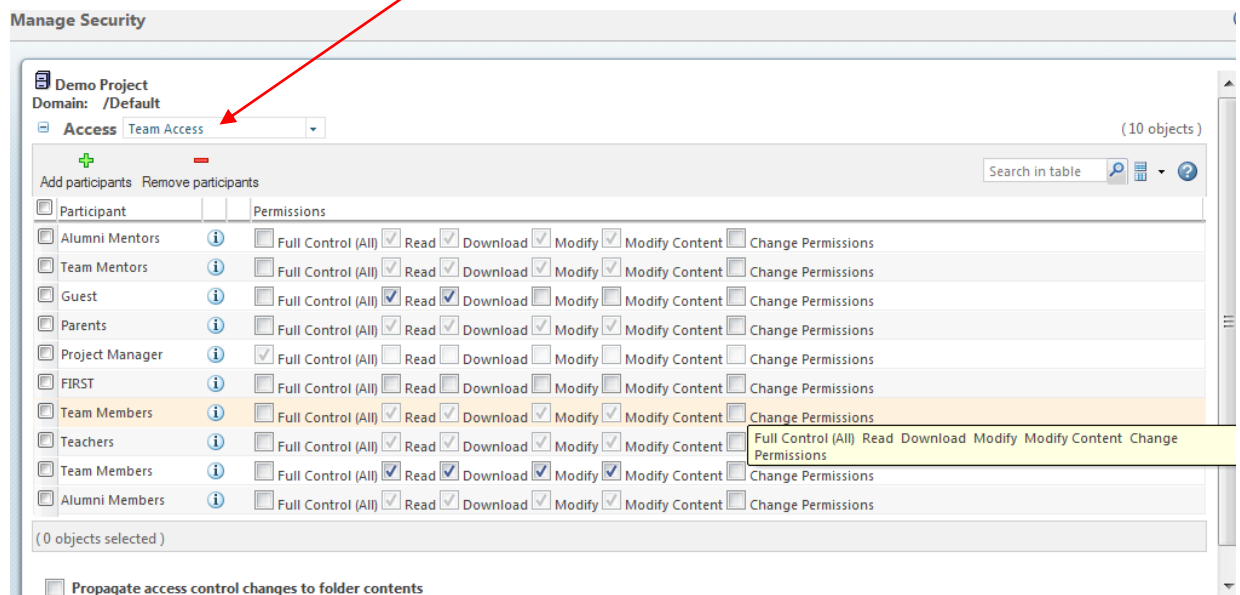 Manage Security
Demo Project
Domain: /Default
Access Team Access (10 objects)
Add participants Remove participants Search in table
Participant Permissions
Alumni Mentors Full Control (All) Read Download Modify Modify Content Change Permissions
Team Mentors Full Control (All) Read Download Modify Modify Content Change Permissions
Guest Full Control (All) Read Download Modify Modify Content Change Permissions
Parents Full Control (All) Read Download Modify Modify Content Change Permissions
Project Manager Full Control (All) Read Download Modify Modify Content Change Permissions
FIRST Full Control (All) Read Download Modify Modify Content Change Permissions
Team Members Full Control (All) Read Download Modify Modify Content Change Permissions
Teachers Full Control (All) Read Download Modify Modify Content
Full Control (All) Read Download Modify Modify Content Change
Permissions
Team Members Full Control (All) Read Download Modify Modify Content Change Permissions
Alumni Members Full Control (All) Read Download Modify Modify Content Change Permissions
(0 objects selected)
Propagate access control changes to folder contents